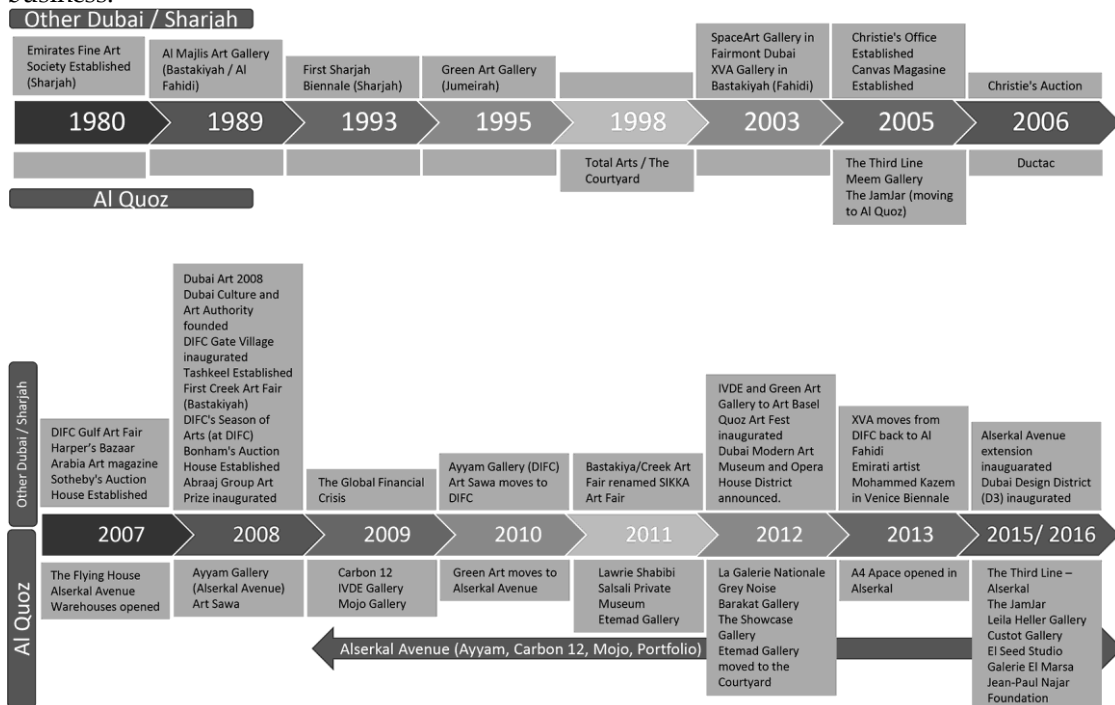 business.
Other Dubai / Sharjah
Emirates Fine Art
Society Established
(Sharjah)
Al Majlis Art Gallery
(Bastakiyah / Al
Fahidi)
First Sharjah
Biennale (Sharjah)
Green Art Gallery
(Jumeirah)
SpaceArt Gallery in
Fairmont Dubai
XVA Gallery in
Bastakiyah (Fahidi)
Christie's Office
Established
Canvas Magasine
Established
Christie's Auction
1980
1989
1993
1995
1998
2003
2005
2006
Total Arts / The
Courtyard
The Third Line
Meem Gallery
The JamJar (moving
to Al Quoz)
Ductac
Al Quoz
Other Dubai / Sharjah
DIFC Gulf Art Fair
Harper's Bazaar
Arabia Art magazine
Sotheby's Auction
House Established
Dubai Art 2008
Dubai Culture and
Art Authority
founded
DIFC Gate Village
inaugurated
Tashkeel Established
First Creek Art Fair
(Bastakiyah)
DIFC's Season of
Arts (at DIFC)
Bonham's Auction
House Established
Abraaj Group Art
Prize inaugurated
The Global Financial
Crisis
Ayyam Gallery (DIFC)
Art Sawa moves to
DIFC
Bastakiya/Creek Art
Fair renamed SIKKA
Art Fair
IVDE and Green Art
Gallery to Art Basel
Quoz Art Fest
inaugurated
Dubai Modern Art
Museum and Opera
House District
announced.
XVA moves from
DIFC back to Al
Fahidi
Emirati artist
Mohammed Kazem
in Venice Biennale
Alserkal Avenue
extension
inauguarated
Dubai Design District
(D3) inaugurated
2007
2008
2009
2010
2011
2012
2013
2015/ 2016
Al Quoz
The Flying House
Alserkal Avenue
Warehouses opened
Ayyam Gallery
(Alserkal Avenue)
Art Sawa
Carbon 12
IVDE Gallery
Mojo Gallery
Green Art moves to
Alserkal Avenue
Lawrie Shabibi
Salsali Private
Museum
Etemad Gallery
La Galerie Nationale
Grey Noise
Barakat Gallery
The Showcase
Gallery
Etemad Gallery
moved to the
Courtyard
A4 Apace opened in
Alserkal
The Third Line –
Alserkal
The JamJar
Leila Heller Gallery
Custot Gallery
El Seed Studio
Galerie El Marsa
Jean-Paul Najar
Foundation
Alserkal Avenue (Ayyam, Carbon 12, Mojo, Portfolio)